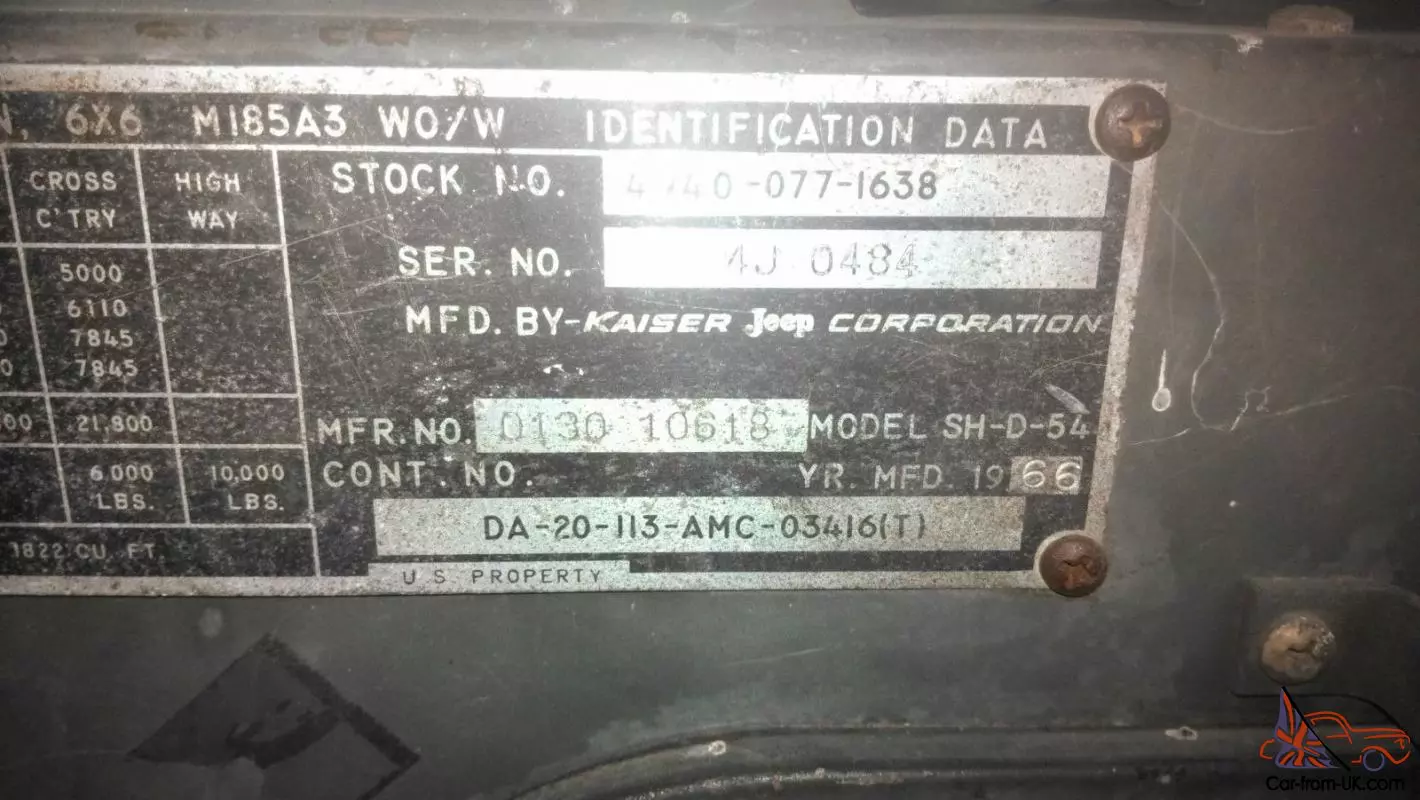 N, 6X6 M185A3 WO/W IDENTIFICATION DATA
CROSS C'TRY
HIGH WAY
STOCK NO. -077-1638
5000
SER. NO. 4J 0484
6110
7845
7845
MFD. BY-KAISER Jeep CORPORATION
21,800
MFR. NO. 0130 10618 MODEL SH-D-54
6,000 LBS.
10,000 LBS.
CONT. NO. YR. MFD. 1966
DA-20-113-AMC-03416(T)
1822 CU. FT.
U S PROPERTY
Car-from-UK.com